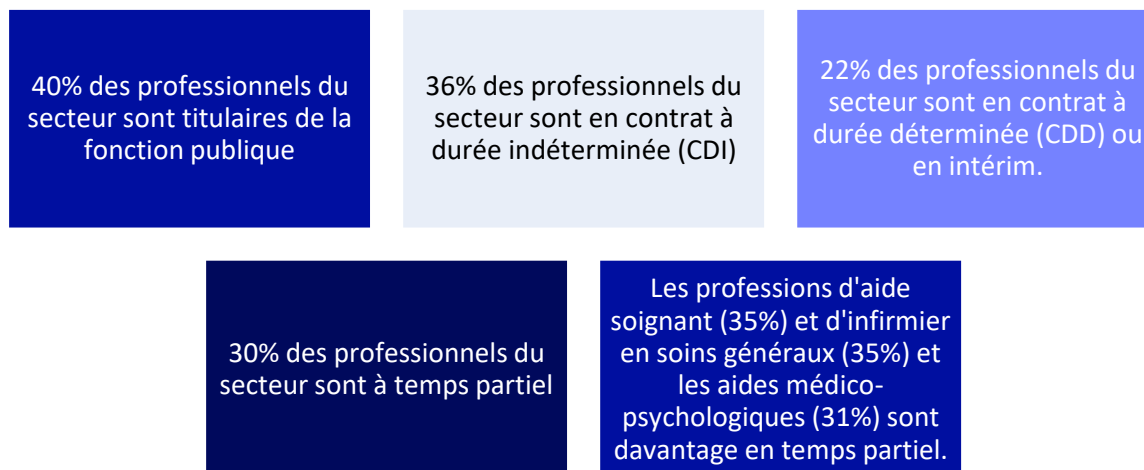 40% des professionnels du
secteur sont titulaires de la
fonction publique
36% des professionnels du
secteur sont en contrat à
durée indéterminée (CDI)
22% des professionnels du
secteur sont en contrat à
durée déterminée (CDD) ou
en intérim.
30% des professionnels du
secteur sont à temps partiel
Les professions d'aide
soignant (35%) et d'infirmier
en soins généraux (35%) et
les aides médico-
psychologiques (31%) sont
davantage en temps partiel.